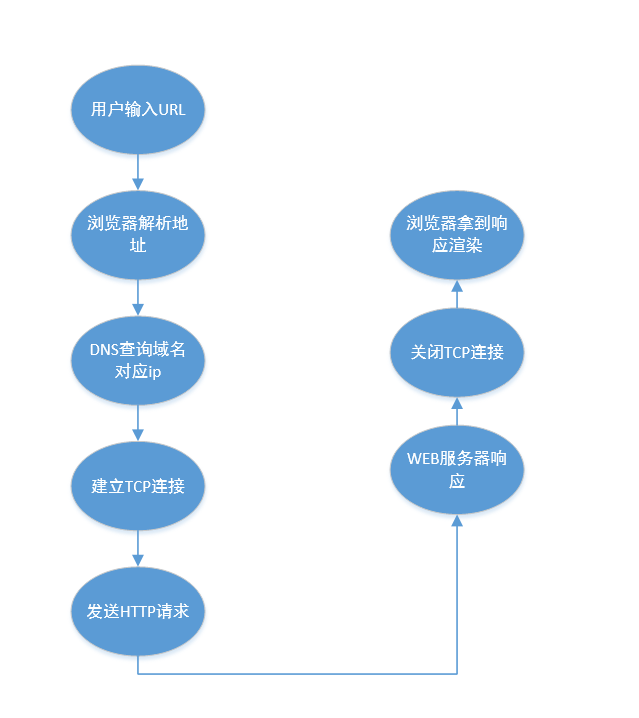 用户输入URL
浏览器解析地
址
DNS查询域名
对应ip
建立TCP连接
发送HTTP请求
WEB服务器响
应
关闭TCP连接
浏览器拿到响
应渲染